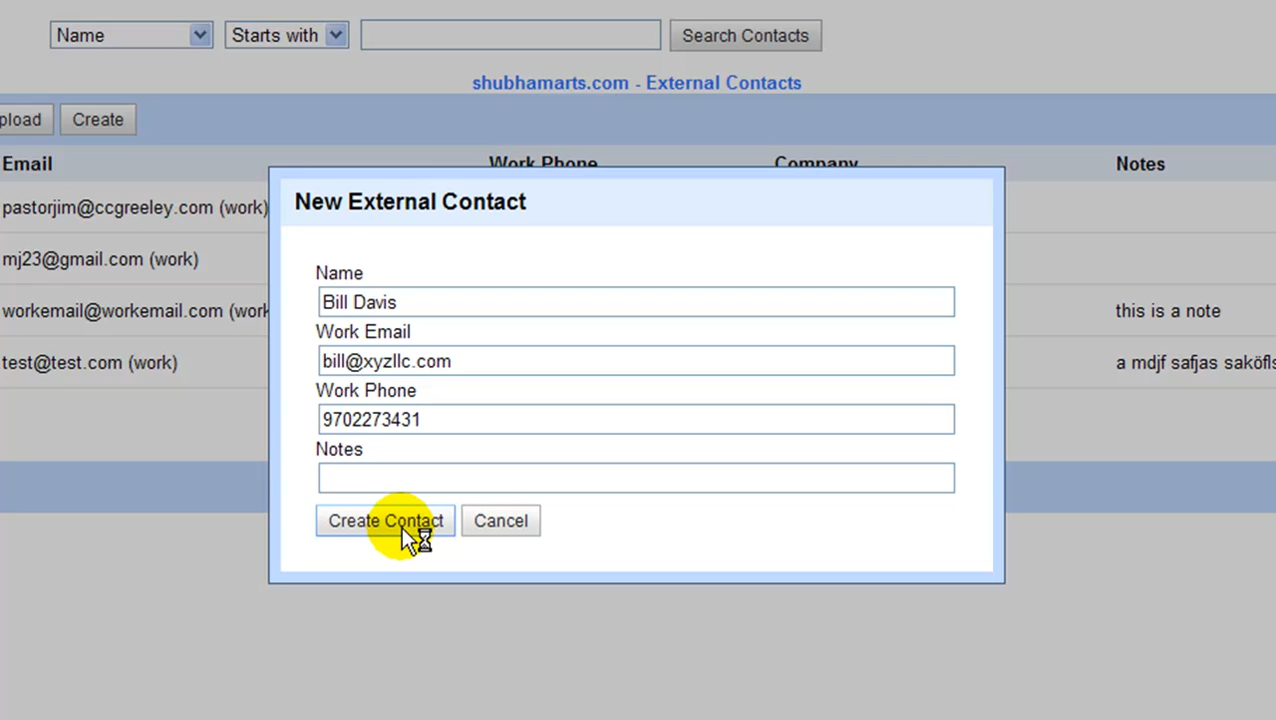 Name Starts with Search Contacts
shubhamarts.com - External Contacts
pload Create
Email Work Phone Company Notes
pastorjim@ccgreeley.com (work)
mj23@gmail.com (work)
workemail@workemail.com (work this is a note
test@test.com (work) a mdjf safjas saköfls
New External Contact
Name
Bill Davis
Work Email
bill@xyzllc.com
Work Phone
9702273431
Notes
Create Contact Cancel